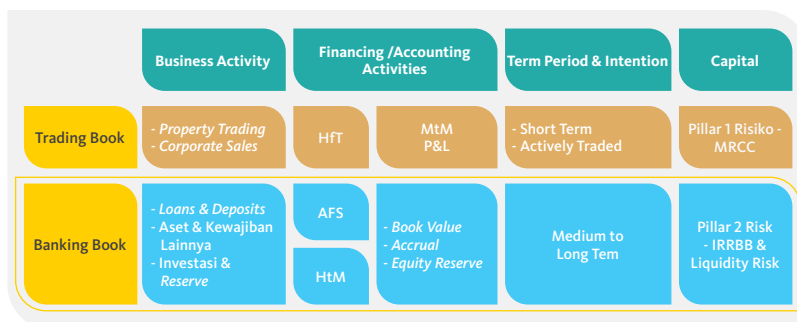 Business Activity
Financing /Accounting
Activities
Term Period & Intention
Capital
Trading Book
- Property Trading
- Corporate Sales
HfT
MtM
P&L
- Short Term
- Actively Traded
Pillar 1 Risiko -
MRCC
Banking Book
- Loans & Deposits
- Aset & Kewajiban
Lainnya
- Investasi &
Reserve
AFS
HtM
- Book Value
- Accrual
- Equity Reserve
Medium to
Long Tem
Pillar 2 Risk
- IRRBB &
Liquidity Risk